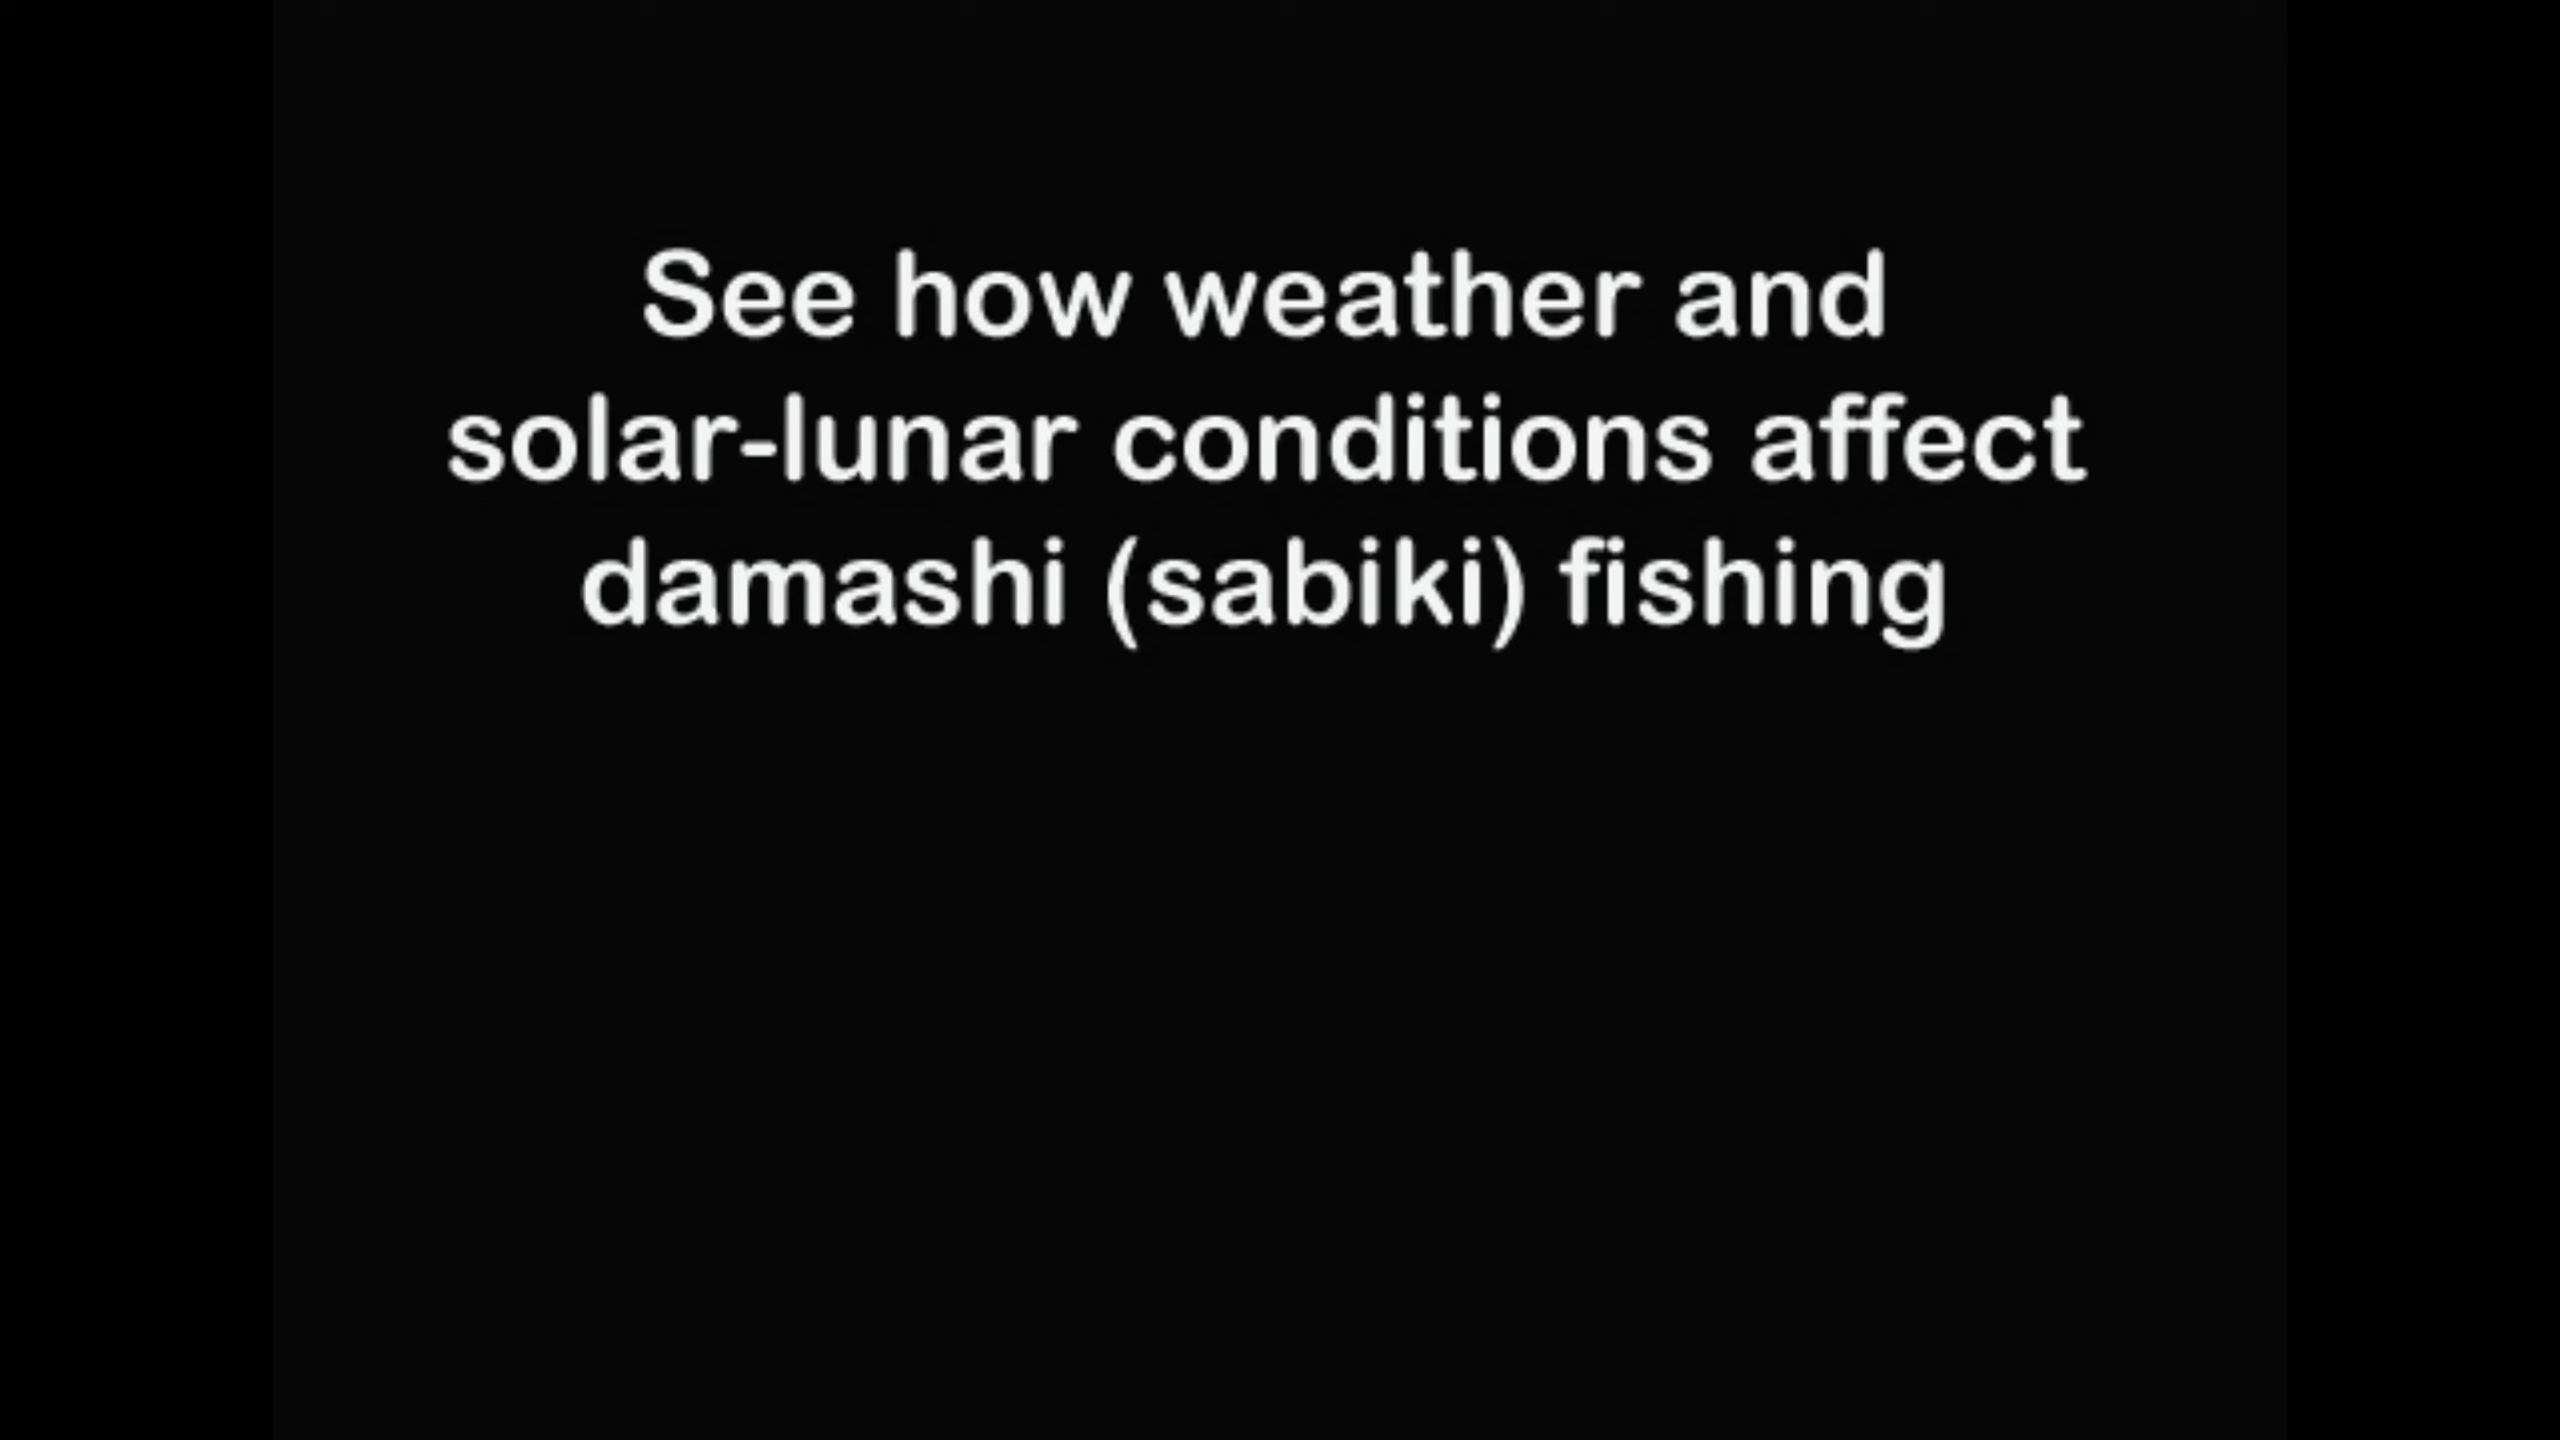 See how weather and
solar-lunar conditions affect
damashi (sabiki) fishing